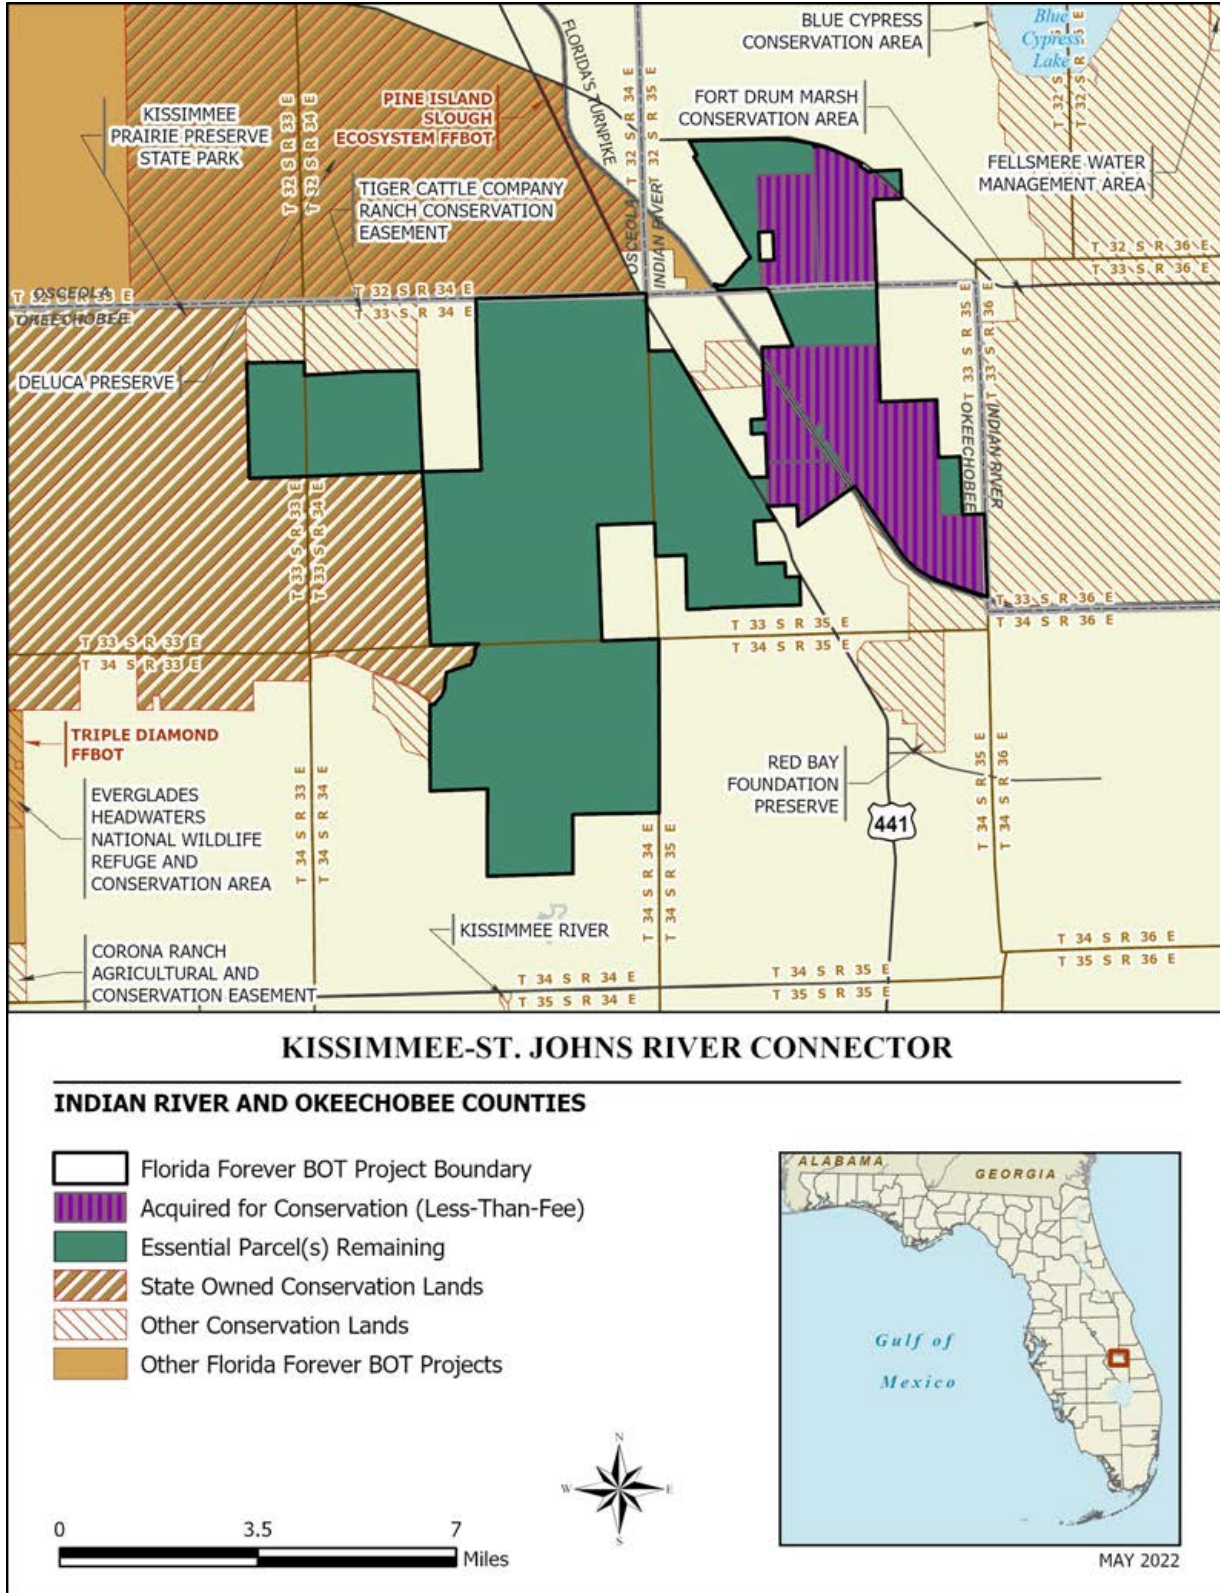 BLUE CYPRESS
CONSERVATION AREA
Blue
Cypress
Lake
FLORIDA'S TURNPIKE
T 32 S R 34 E
T 32 S R 35 E
T 32 S R 33 E
T 32 S R 34 E
KISSIMMEE
PRAIRIE PRESERVE
STATE PARK
PINE ISLAND
SLOUGH
ECOSYSTEM FFBOT
FORT DRUM MARSH
CONSERVATION AREA
FELLSMERE WATER
MANAGEMENT AREA
TIGER CATTLE COMPANY
RANCH CONSERVATION
EASEMENT
OSCEOLA
INDIAN RIVER
T 32 S R 36 E
T 33 S R 36 E
T 32 S R 33 E
OSCEOLA
OKEECHOBEE
T 32 S R 34 E
T 33 S R 34 E
T 33 S R 35 E
T 33 S R 36 E
DELUCA PRESERVE
OKEECHOBEE
INDIAN RIVER
T 33 S R 33 E
T 33 S R 34 E
T 33 S R 33 E
T 34 S R 33 E
T 33 S R 35 E
T 34 S R 35 E
T 33 S R 36 E
T 34 S R 36 E
TRIPLE DIAMOND
FFBOT
EVERGLADES
HEADWATERS
NATIONAL WILDLIFE
REFUGE AND
CONSERVATION AREA
T 34 S R 33 E
T 34 S R 34 E
RED BAY
FOUNDATION
PRESERVE
441
T 34 S R 35 E
T 34 S R 36 E
T 34 S R 34 E
T 34 S R 35 E
KISSIMMEE RIVER
CORONA RANCH
AGRICULTURAL AND
CONSERVATION EASEMENT
T 34 S R 34 E
T 35 S R 34 E
T 34 S R 35 E
T 35 S R 35 E
T 34 S R 36 E
T 35 S R 36 E
KISSIMMEE-ST. JOHNS RIVER CONNECTOR
INDIAN RIVER AND OKEECHOBEE COUNTIES
Florida Forever BOT Project Boundary
Acquired for Conservation (Less-Than-Fee)
Essential Parcel(s) Remaining
State Owned Conservation Lands
Other Conservation Lands
Other Florida Forever BOT Projects
ALABAMA
GEORGIA
Gulf of
Mexico
N
W E
S
0 3.5 7
Miles
MAY 2022